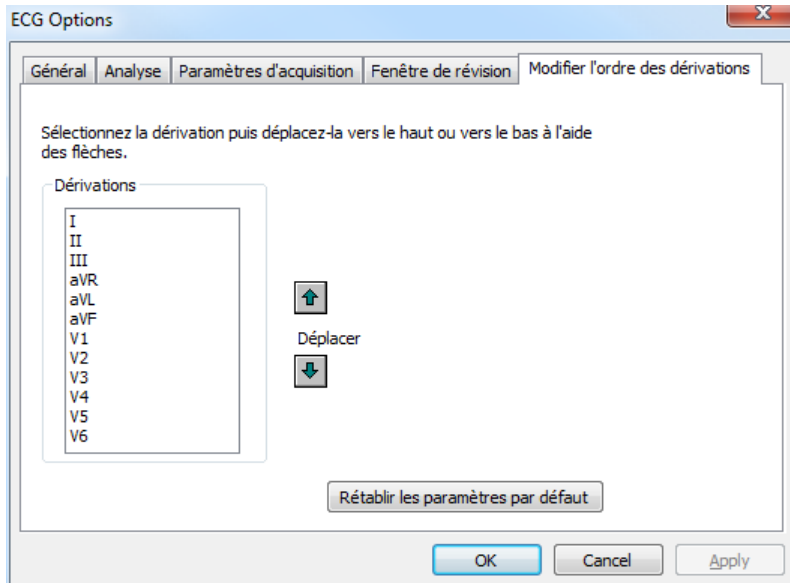 ECG Options
X
Général Analyse Paramètres d'acquisition Fenêtre de révision Modifier l'ordre des dérivations
Sélectionnez la dérivation puis déplacez-la vers le haut ou vers le bas à l'aide
des flèches.
Dérivations
I
II
III
aVR
aVL
aVF
V1
V2
V3
V4
V5
V6
Déplacer
Rétablir les paramètres par défaut
OK Cancel Apply